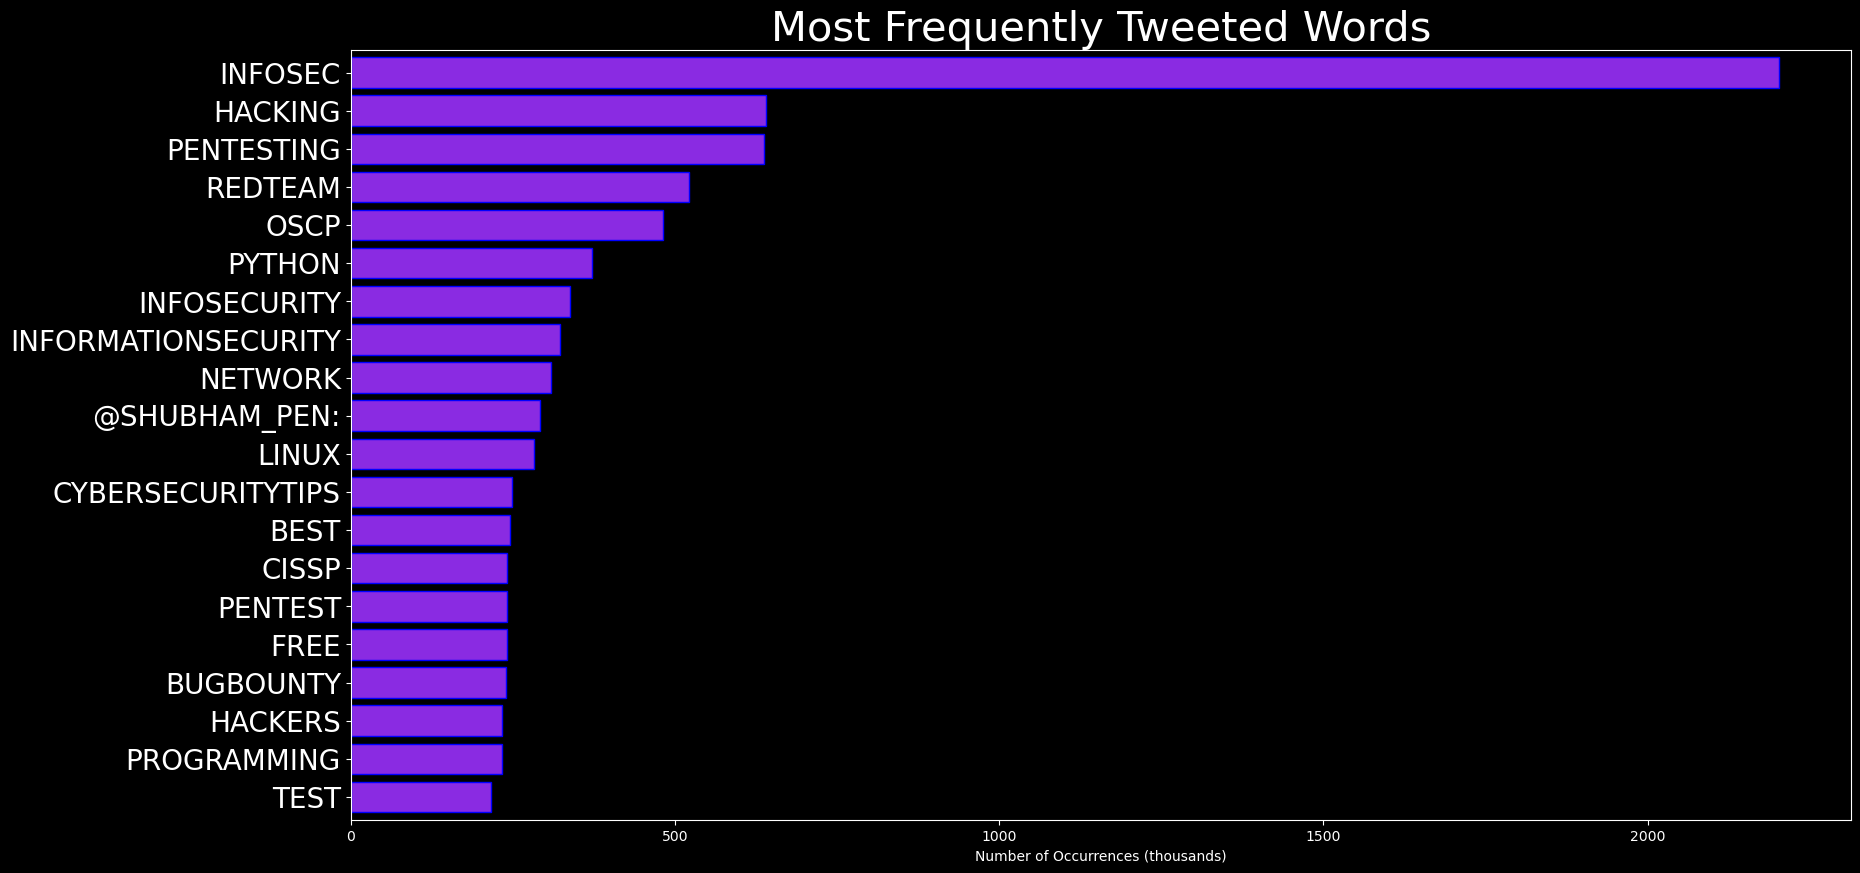 Most Frequently Tweeted Words
INFOSEC
HACKING
PENTESTING
REDTEAM
OSCP
PYTHON
INFOSECURITY
INFORMATIONSECURITY
NETWORK
@SHUBHAM_PEN:
LINUX
CYBERSECURITYTIPS
BEST
CISSP
PENTEST
FREE
BUGBOUNTY
HACKERS
PROGRAMMING
TEST
0 500 1000 1500 2000
Number of Occurrences (thousands)